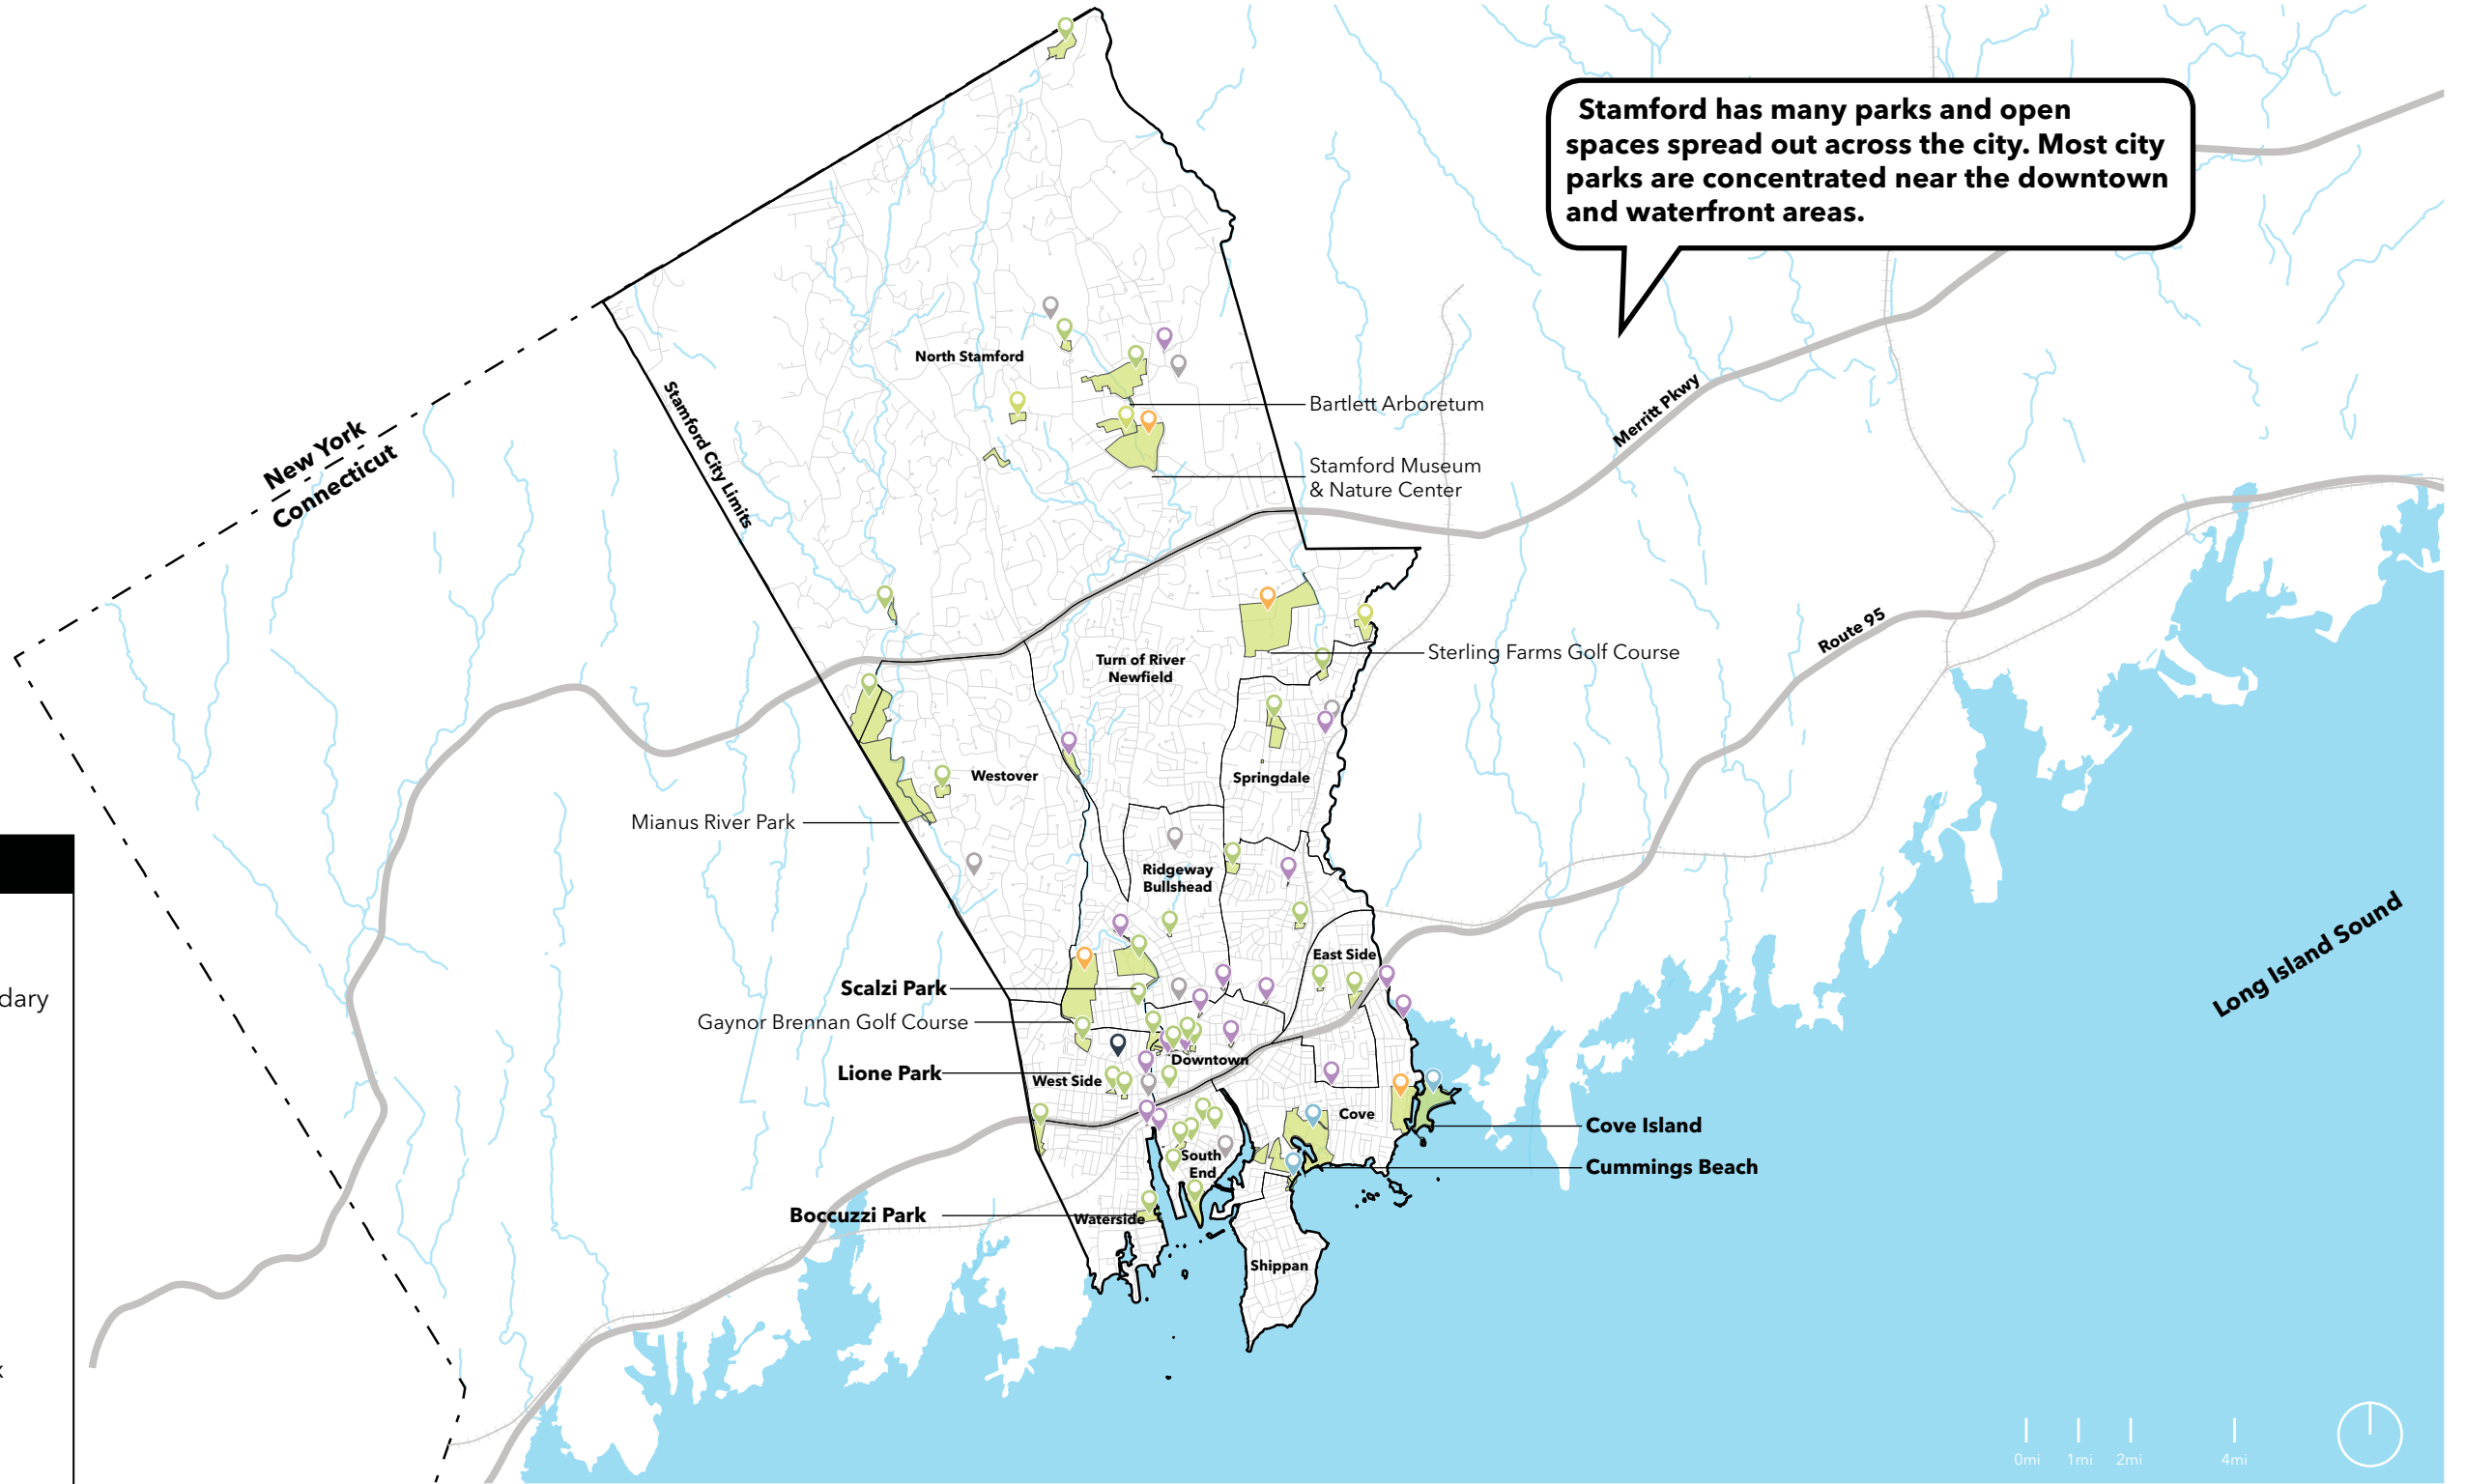 Stamford has many parks and open
spaces spread out across the city. Most city
parks are concentrated near the downtown
and waterfront areas.
North Stamford
Bartlett Arboretum
Merritt Pkwy
Stamford City Limits
New York
Connecticut
Stamford Museum
& Nature Center
Route 95
Turn of River
Newfield
Sterling Farms Golf Course
Westover
Springdale
Mianus River Park
Ridgeway
Bullshead
East Side
Long Island Sound
Scalzi Park
dary
Gaynor Brennan Golf Course
Downtown
Lione Park
West Side
Cove
Cove Island
South
End
Cummings Beach
Boccuzzi Park
Waterside
Shippan
0mi 1mi 2mi 4mi